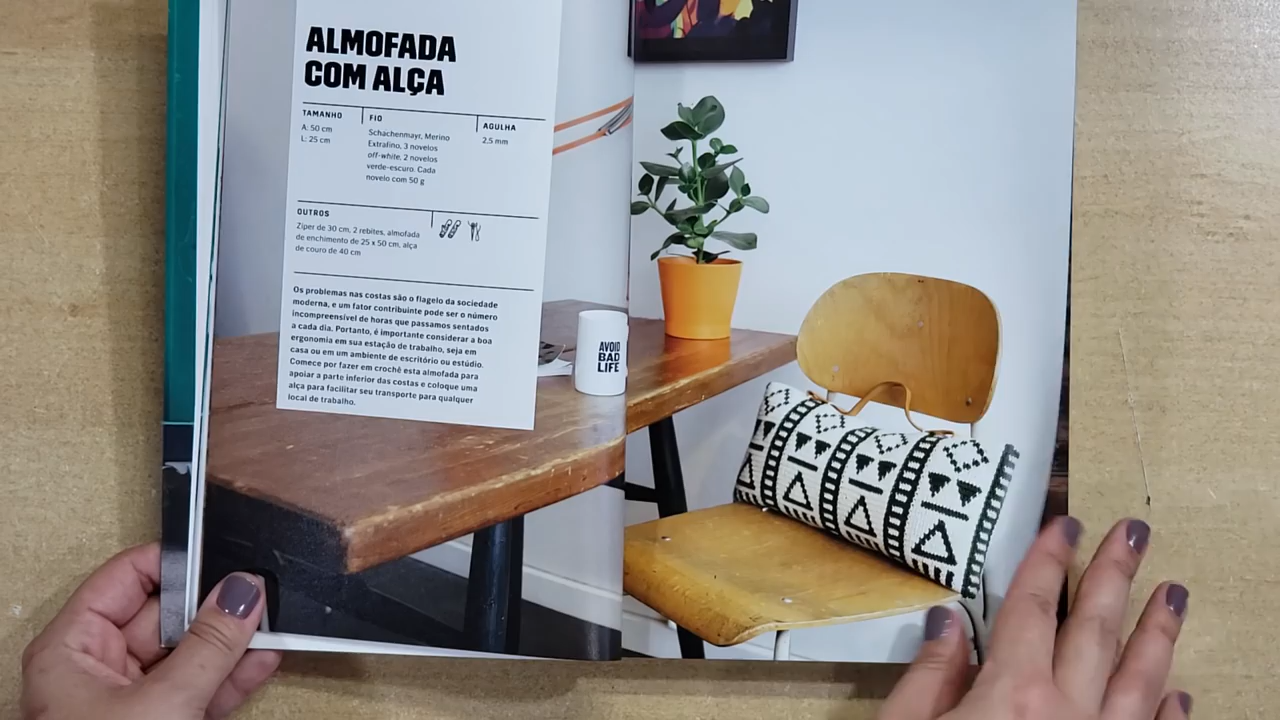 ALMOFADA
COM ALÇA
TAMANHO
A: 50 cm
L: 25 cm
FIO
Schachenmayr, Merino
Extrafino, 3 novelos
off-white, 2 novelos
verde-escuro. Cada
novelo com 50 g
AGULHA
2,5 mm
OUTROS
Zíper de 30 cm, 2 rebites, almofada
de enchimento de 25 x 50 cm, alça
de couro de 40 cm
Os problemas nas costas são o flagelo da sociedade
moderna, e um fator contribuinte pode ser o número
incompreensível de horas que passamos sentados
a cada dia. Portanto, é importante considerar a boa
ergonomia em sua estação de trabalho, seja em
casa ou em um ambiente de escritório ou estúdio.
Comece por fazer em crochê esta almofada para
apoiar a parte inferior das costas e coloque uma
alça para facilitar seu transporte para qualquer
local de trabalho.
AVOID
BAD
LIFE